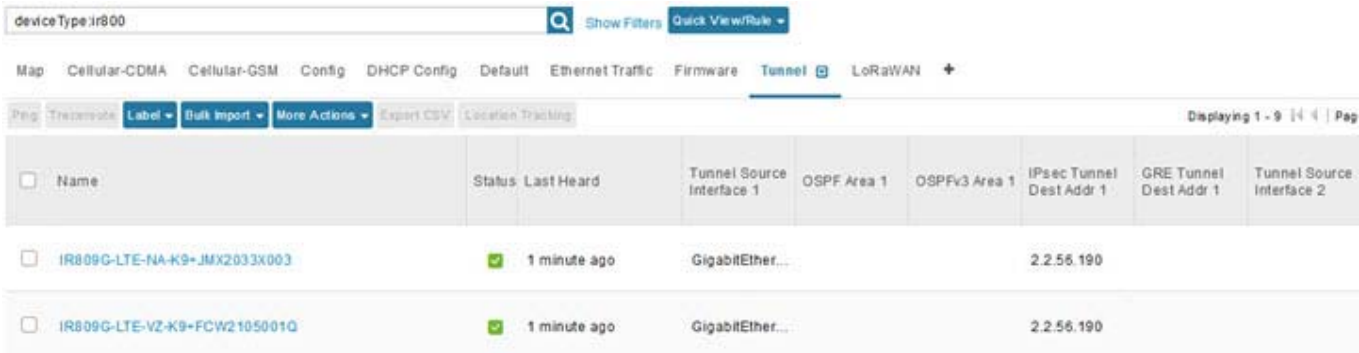 deviceType:ir800 Show Filters Quick View/Rule
Map Cellular-CDMA Cellular-GSM Config DHCP Config Default Ethernet Traffic Firmware Tunnel LoRaWAN +
Ping Traceroute Label Bulk Import More Actions Export CSV Location Tracking Displaying 1 - 9 | Pag
Name Status Last Heard Tunnel Source Interface 1 OSPF Area 1 OSPFv3 Area 1 IPsec Tunnel Dest Addr 1 GRE Tunnel Dest Addr 1 Tunnel Source Interface 2
IR809G-LTE-NA-K9+JMX2033X003 1 minute ago GigabitEther... 2.2.56.190
IR809G-LTE-VZ-K9+FCW2105001Q 1 minute ago GigabitEther... 2.2.56.190